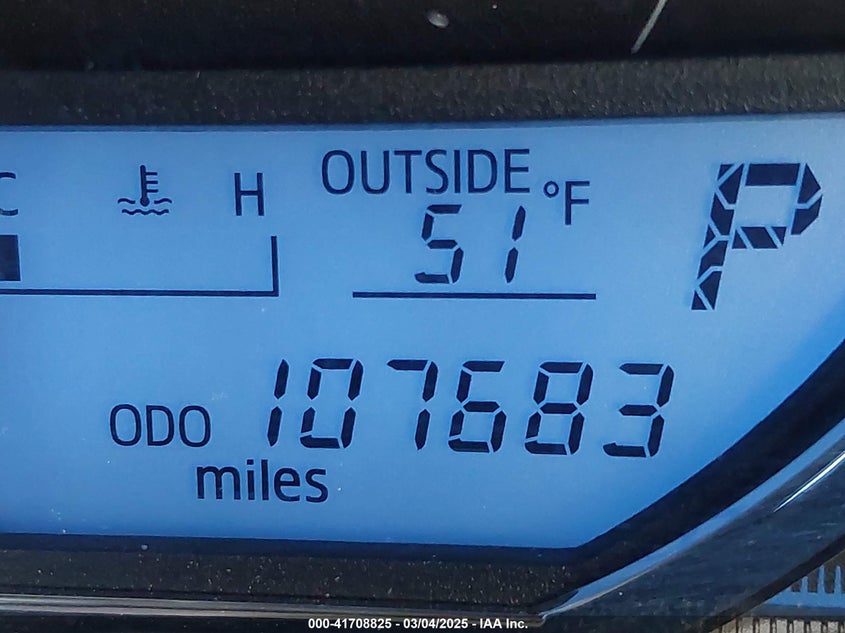 OUTSIDE °F
C H
51
P
ODO 107683
miles
000-41708825 - 03/04/2025 - IAA Inc.